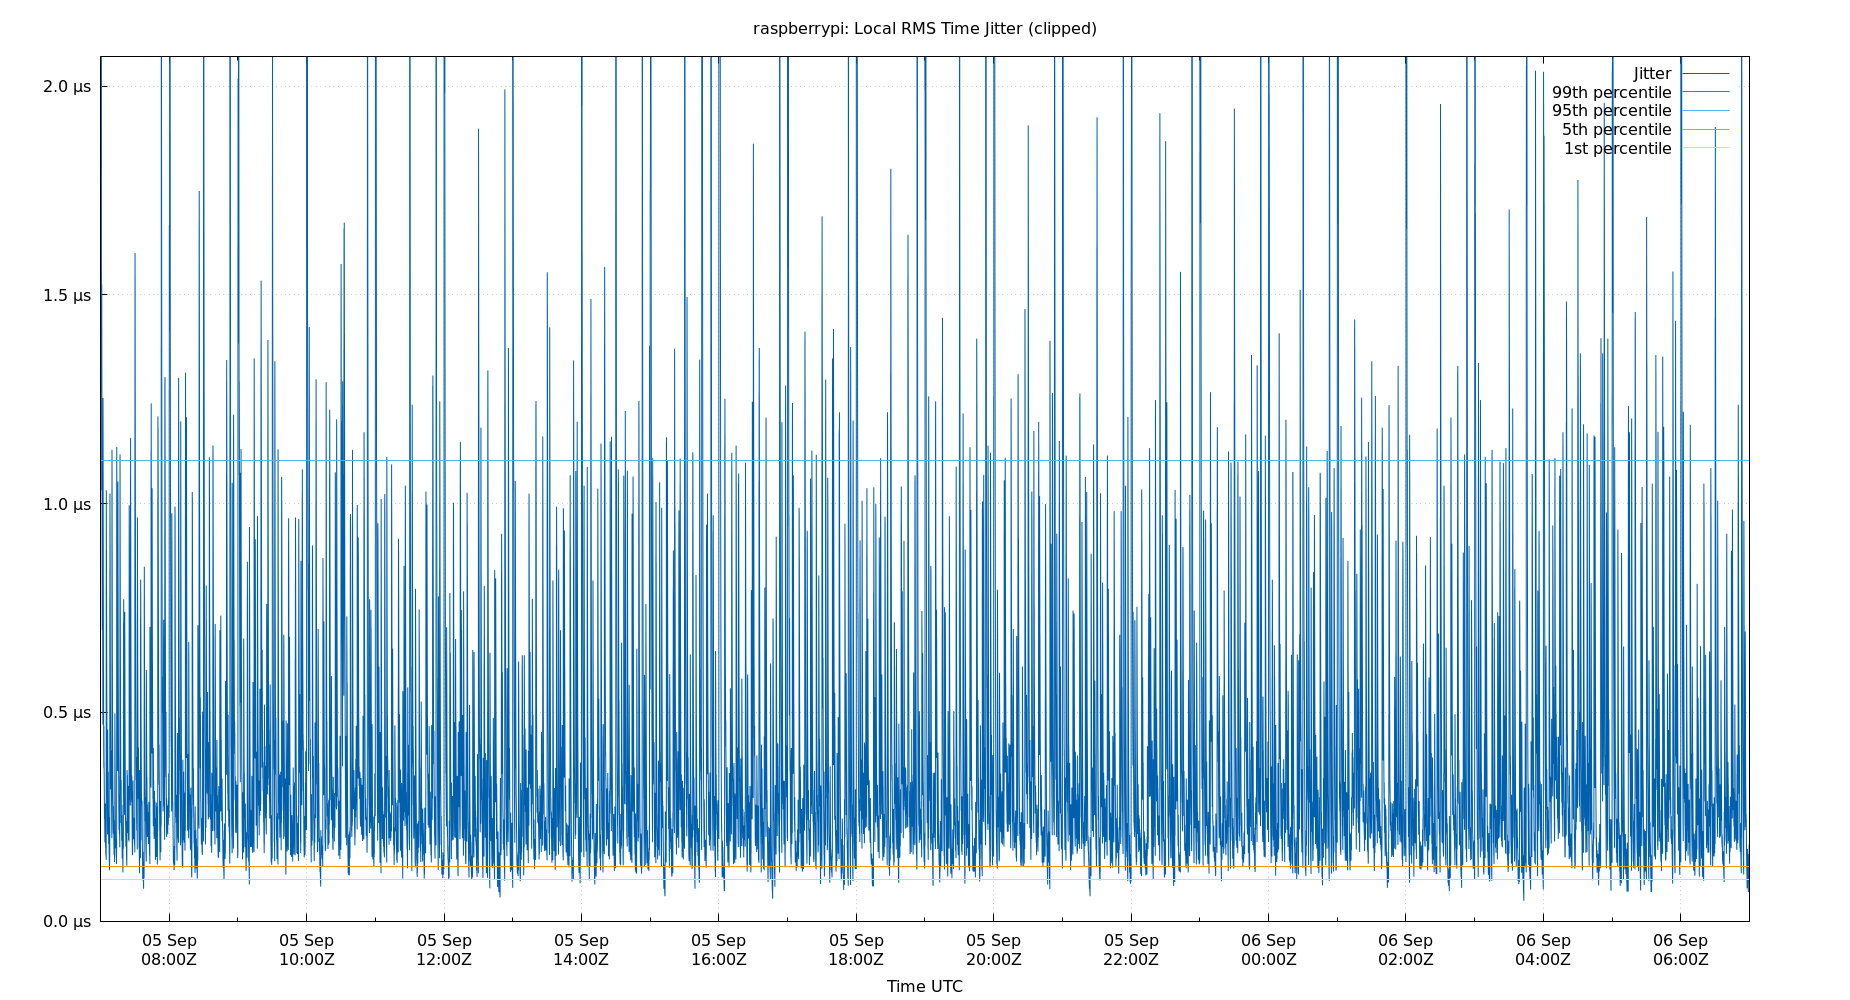 raspberrypi: Local RMS Time Jitter (clipped)
Jitter
99th percentile
95th percentile
5th percentile
1st percentile
2.0 µs
1.5 µs
1.0 µs
0.5 µs
0.0 µs
05 Sep 05 Sep 05 Sep 05 Sep 05 Sep 05 Sep 05 Sep 05 Sep 06 Sep 06 Sep 06 Sep 06 Sep
08:00Z 10:00Z 12:00Z 14:00Z 16:00Z 18:00Z 20:00Z 22:00Z 00:00Z 02:00Z 04:00Z 06:00Z
Time UTC